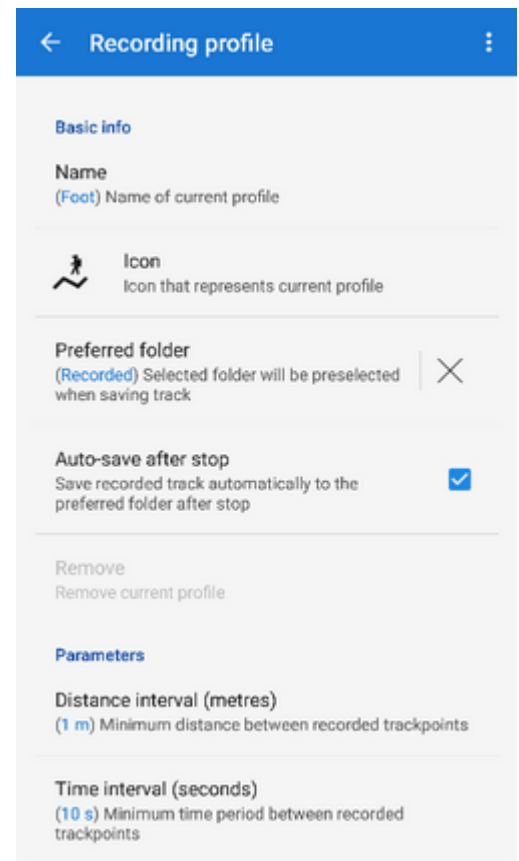 Recording profile
Basic info
Name
(Foot) Name of current profile
Icon
Icon that represents current profile
Preferred folder
(Recorded) Selected folder will be preselected
when saving track
Auto-save after stop
Save recorded track automatically to the
preferred folder after stop
Remove
Remove current profile
Parameters
Distance interval (metres)
(1 m) Minimum distance between recorded trackpoints
Time interval (seconds)
(10 s) Minimum time period between recorded
trackpoints